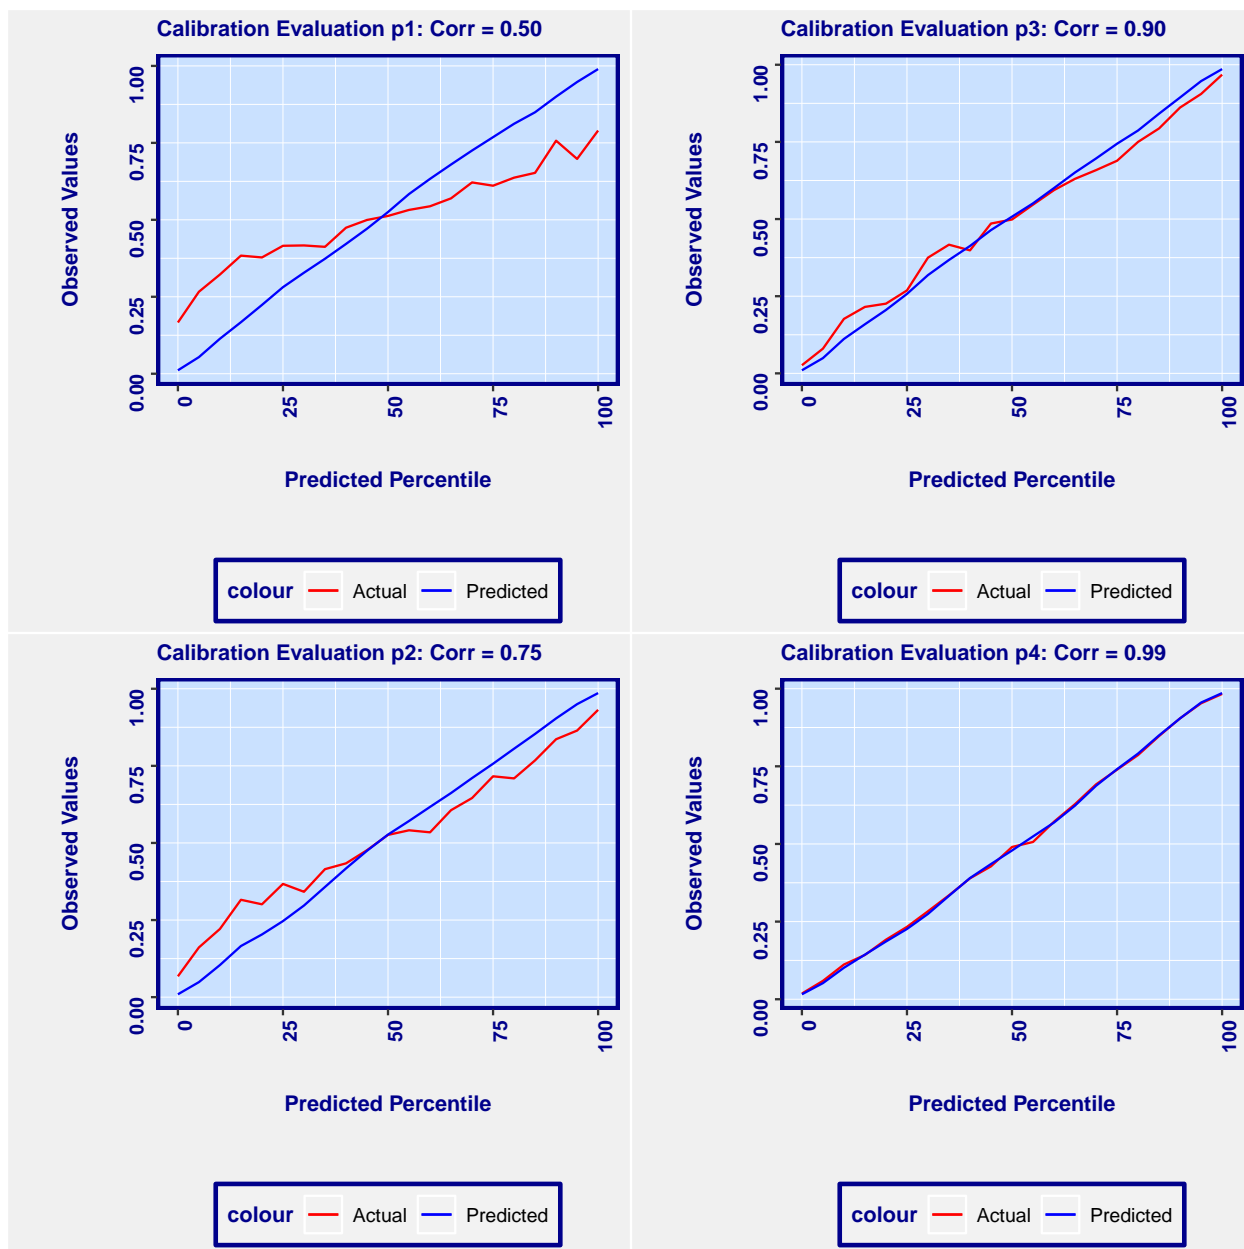 Calibration Evaluation p1: Corr = 0.50
Observed Values
1.00
0.75
0.50
0.25
0.00
0 25 50 75 100
Predicted Percentile
colour Actual Predicted
Calibration Evaluation p3: Corr = 0.90
Observed Values
1.00
0.75
0.50
0.25
0.00
0 25 50 75 100
Predicted Percentile
colour Actual Predicted
Calibration Evaluation p2: Corr = 0.75
Observed Values
1.00
0.75
0.50
0.25
0.00
0 25 50 75 100
Predicted Percentile
colour Actual Predicted
Calibration Evaluation p4: Corr = 0.99
Observed Values
1.00
0.75
0.50
0.25
0.00
0 25 50 75 100
Predicted Percentile
colour Actual Predicted